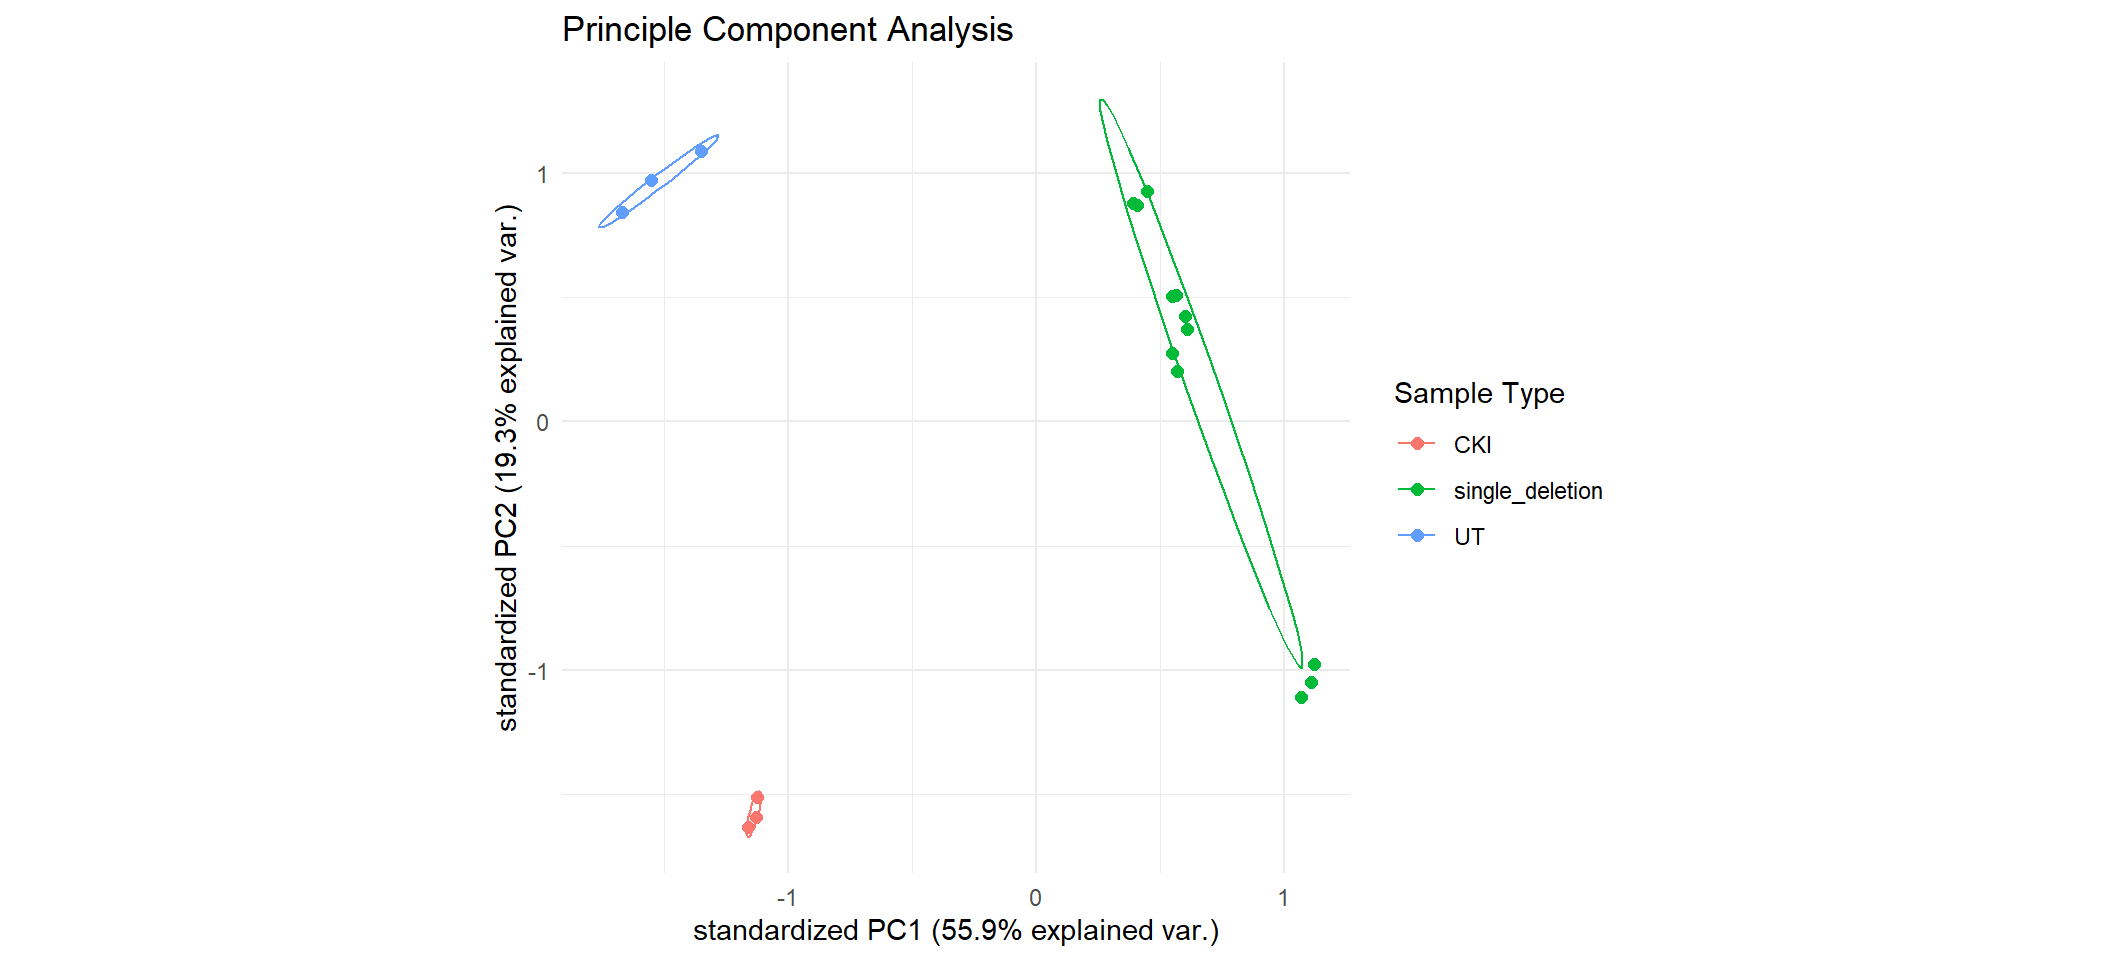 Principle Component Analysis
standardized PC2 (19.3% explained var.)
1
0
-1
-1
0
1
standardized PC1 (55.9% explained var.)
Sample Type
CKI
single_deletion
UT